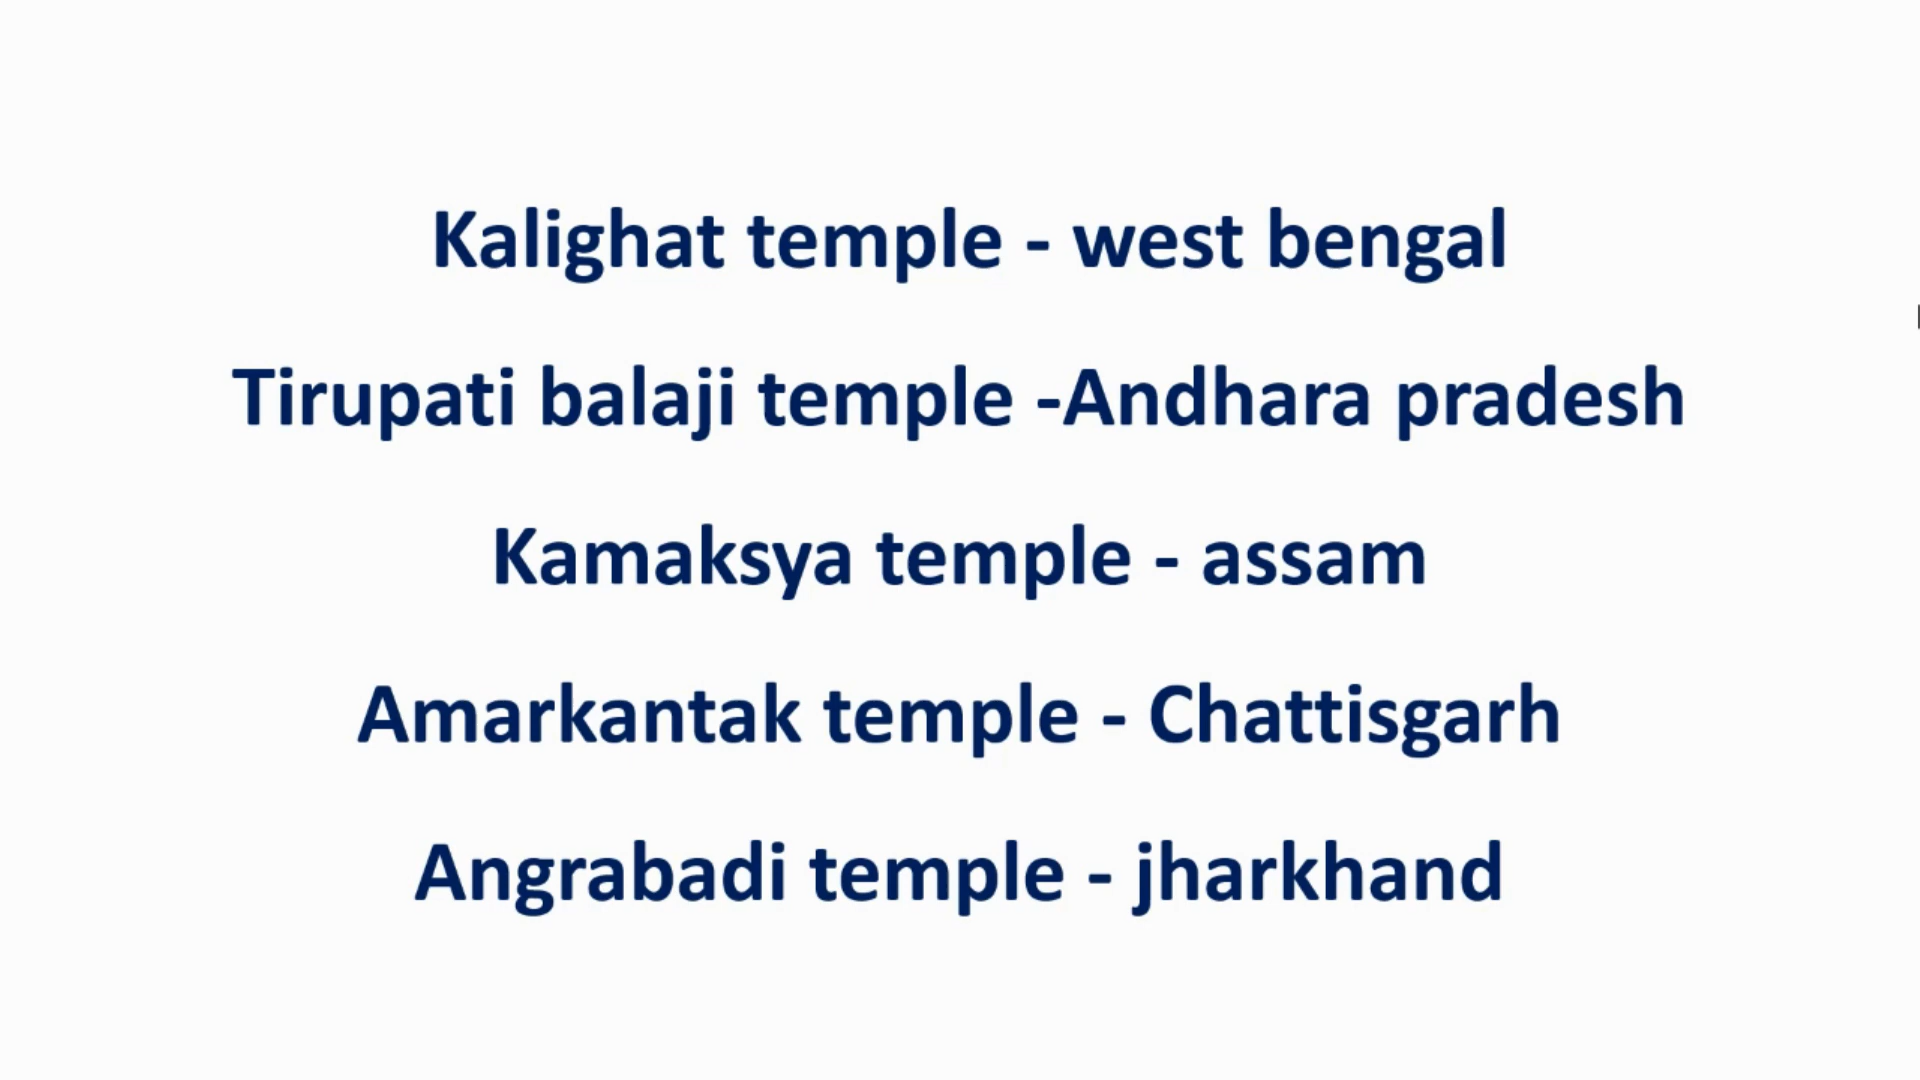 Kalighat temple - west bengal
Tirupati balaji temple -Andhara pradesh
Kamaksya temple - assam
Amarkantak temple - Chattisgarh
Angrabadi temple - jharkhand